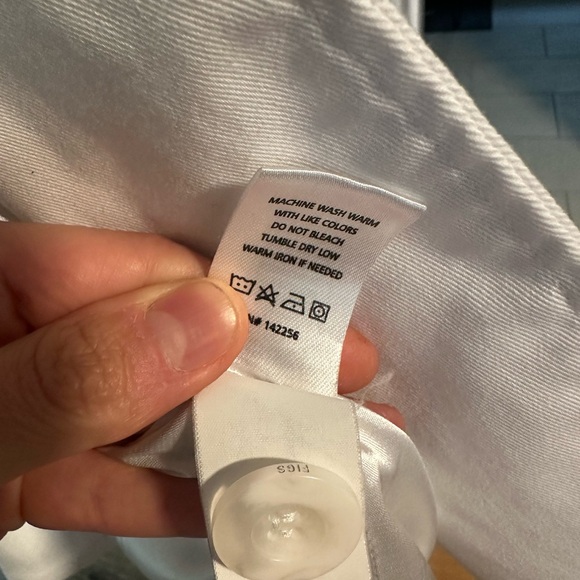 MACHINE WASH WARM
WITH LIKE COLORS
DO NOT BLEACH
TUMBLE DRY LOW
WARM IRON IF NEEDED
N# 142256
FIGS